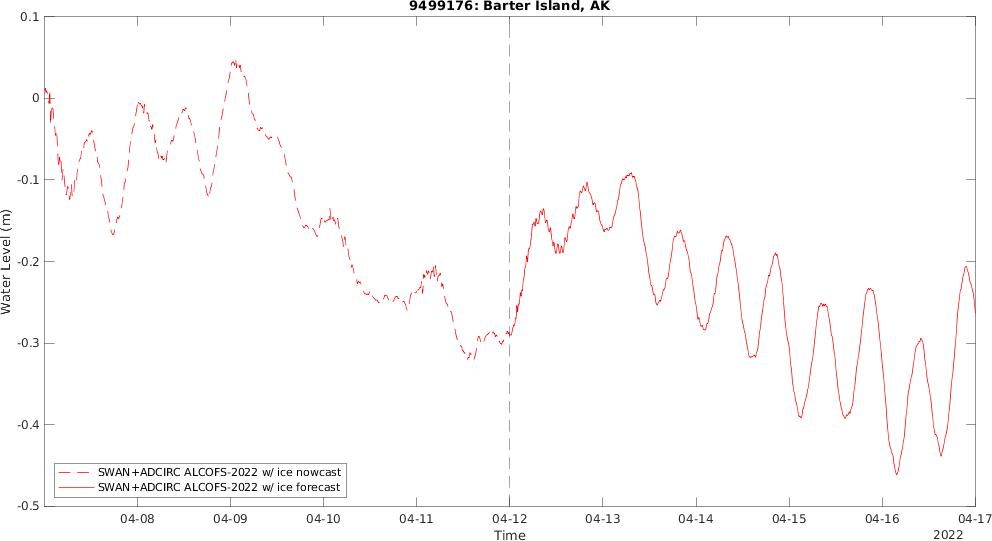 9499176: Barter Island, AK
0.1
0
-0.1
-0.2
-0.3
-0.4
-0.5
Water Level (m)
SWAN+ADCIRC ALCOFS-2022 w/ ice nowcast
SWAN+ADCIRC ALCOFS-2022 w/ ice forecast
04-08 04-09 04-10 04-11 04-12 04-13 04-14 04-15 04-16 04-17
Time
2022